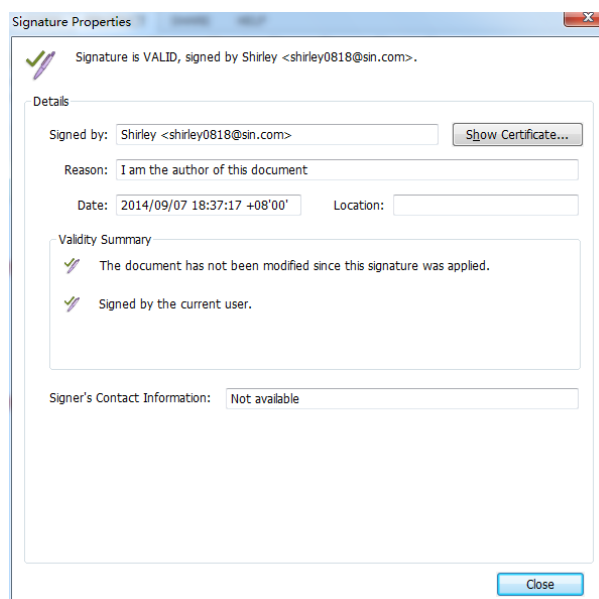 Signature Properties
SHARE HELP
Signature is VALID, signed by Shirley <shirley0818@sin.com>.
Details
Signed by: Shirley <shirley0818@sin.com> Show Certificate...
Reason: I am the author of this document
Date: 2014/09/07 18:37:17 +08'00' Location:
Validity Summary
The document has not been modified since this signature was applied.
Signed by the current user.
Signer's Contact Information: Not available
Close